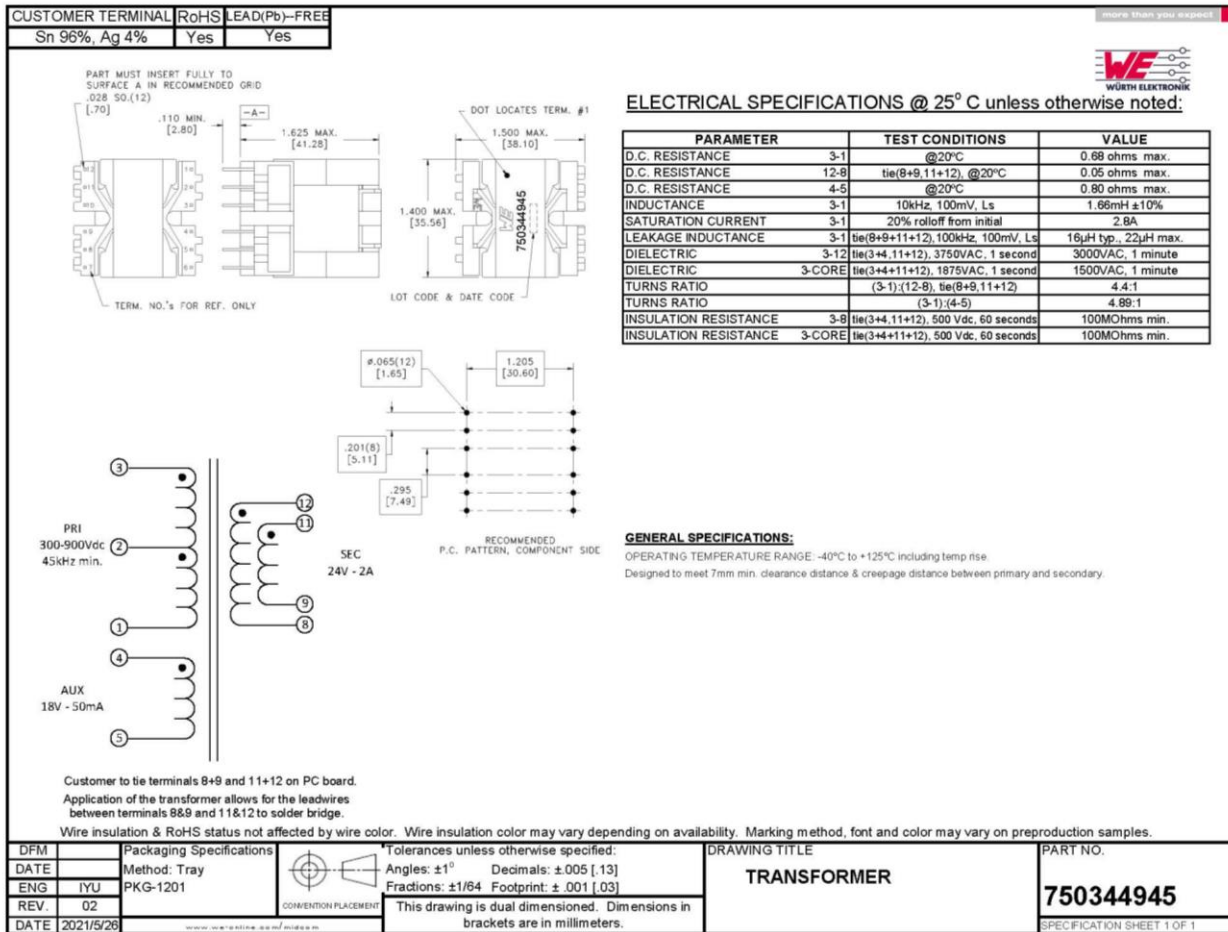 CUSTOMER TERMINAL RoHS LEAD(Pb)-FREE
Sn 96%, Ag 4% Yes Yes
more than you expect
WE
WÜRTH ELEKTRONIK
PART MUST INSERT FULLY TO
SURFACE A IN RECOMMENDED GRID
.028 SQ.(12)
[.70]
.110 MIN.
[2.80]
-A-
1.625 MAX.
[41.28]
DOT LOCATES TERM. #1
1.500 MAX.
[38.10]
1.400 MAX.
[35.56]
12
11
10
9
8
7
1
2
3
4
5
6
WE
750344945
TERM. NO.'s FOR REF. ONLY
LOT CODE & DATE CODE
ELECTRICAL SPECIFICATIONS @ 25° C unless otherwise noted:
PARAMETER TEST CONDITIONS VALUE
D.C. RESISTANCE 3-1 @20°C 0.68 ohms max.
D.C. RESISTANCE 12-8 tie(8+9,11+12), @20°C 0.05 ohms max.
D.C. RESISTANCE 4-5 @20°C 0.80 ohms max.
INDUCTANCE 3-1 10kHz, 100mV, Ls 1.66mH ±10%
SATURATION CURRENT 3-1 20% rolloff from initial 2.8A
LEAKAGE INDUCTANCE 3-1 tie(8+9+11+12),100kHz, 100mV, Ls 16µH typ., 22µH max.
DIELECTRIC 3-12 tie(3+4,11+12), 3750VAC, 1 second 3000VAC, 1 minute
DIELECTRIC 3-CORE tie(3+4+11+12), 1875VAC, 1 second 1500VAC, 1 minute
TURNS RATIO (3-1):(12-8), tie(8+9,11+12) 4.4:1
TURNS RATIO (3-1):(4-5) 4.89:1
INSULATION RESISTANCE 3-8 tie(3+4,11+12), 500 Vdc, 60 seconds 100MOhms min.
INSULATION RESISTANCE 3-CORE tie(3+4+11+12), 500 Vdc, 60 seconds 100MOhms min.
ø.065(12)
[1.65]
1.205
[30.60]
.201(8)
[5.11]
.295
[7.49]
RECOMMENDED
P.C. PATTERN, COMPONENT SIDE
3
PRI
300-900Vdc
45kHz min.
2
1
4
AUX
18V - 50mA
5
12
11
SEC
24V - 2A
9
8
GENERAL SPECIFICATIONS:
OPERATING TEMPERATURE RANGE: -40°C to +125°C including temp rise.
Designed to meet 7mm min. clearance distance & creepage distance between primary and secondary.
Customer to tie terminals 8+9 and 11+12 on PC board.
Application of the transformer allows for the leadwires
between terminals 8&9 and 11&12 to solder bridge.
Wire insulation & RoHS status not affected by wire color. Wire insulation color may vary depending on availability. Marking method, font and color may vary on preproduction samples.
DFM
DATE
ENG IYU
REV. 02
DATE 2021/5/26
Packaging Specifications
Method: Tray
PKG-1201
CONVENTION PLACEMENT
www.we-online.com/midcom
Tolerances unless otherwise specified:
Angles: ±1° Decimals: ±.005 [.13]
Fractions: ±1/64 Footprint: ± .001 [.03]
This drawing is dual dimensioned. Dimensions in
brackets are in millimeters.
DRAWING TITLE
TRANSFORMER
PART NO.
750344945
SPECIFICATION SHEET 1 OF 1